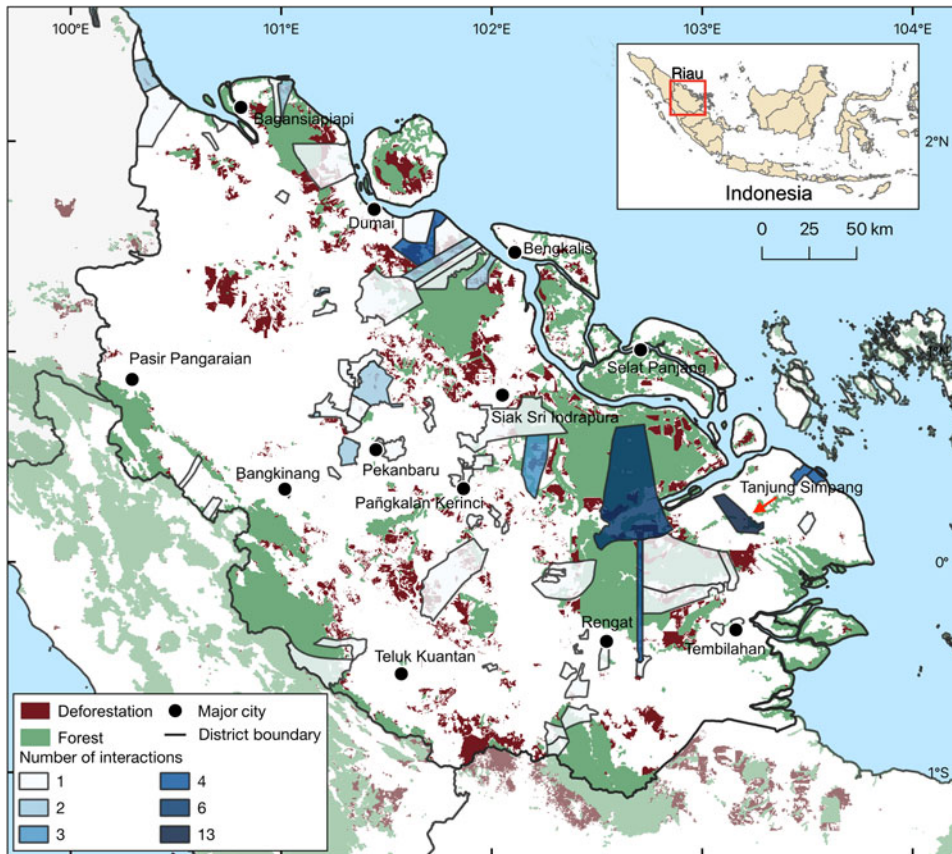 100°E
101°E
102°E
103°E
104°E
Riau
Indonesia
0 25 50 km
2°N
Bagansiapiapi
Dumai
Bengkalis
Pasir Pangaraian
Selat Panjang
Siak Sri Indrapura
Pekanbaru
Bangkinang
Pangkalan Kerinci
Tanjung Simpang
0°
Rengat
Tembilahan
Teluk Kuantan
1°S
Deforestation
Major city
Forest
District boundary
Number of interactions
1
4
2
6
3
13